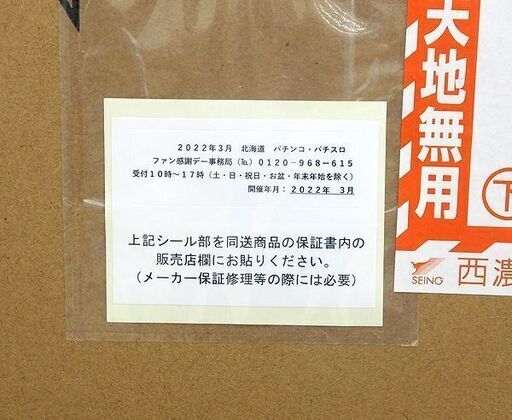 2022年3月 北海道 パチンコ・パチスロ
ファン感謝デー事務局(℡)0120-968-615
受付10時~17時(土・日・祝日・お盆・年末年始を除く)
開催年月:2022年 3月
上記シール部を同送商品の保証書内の
販売店欄にお貼りください。
(メーカー保証修理等の際には必要)
天地無用
下
SEINO
西濃